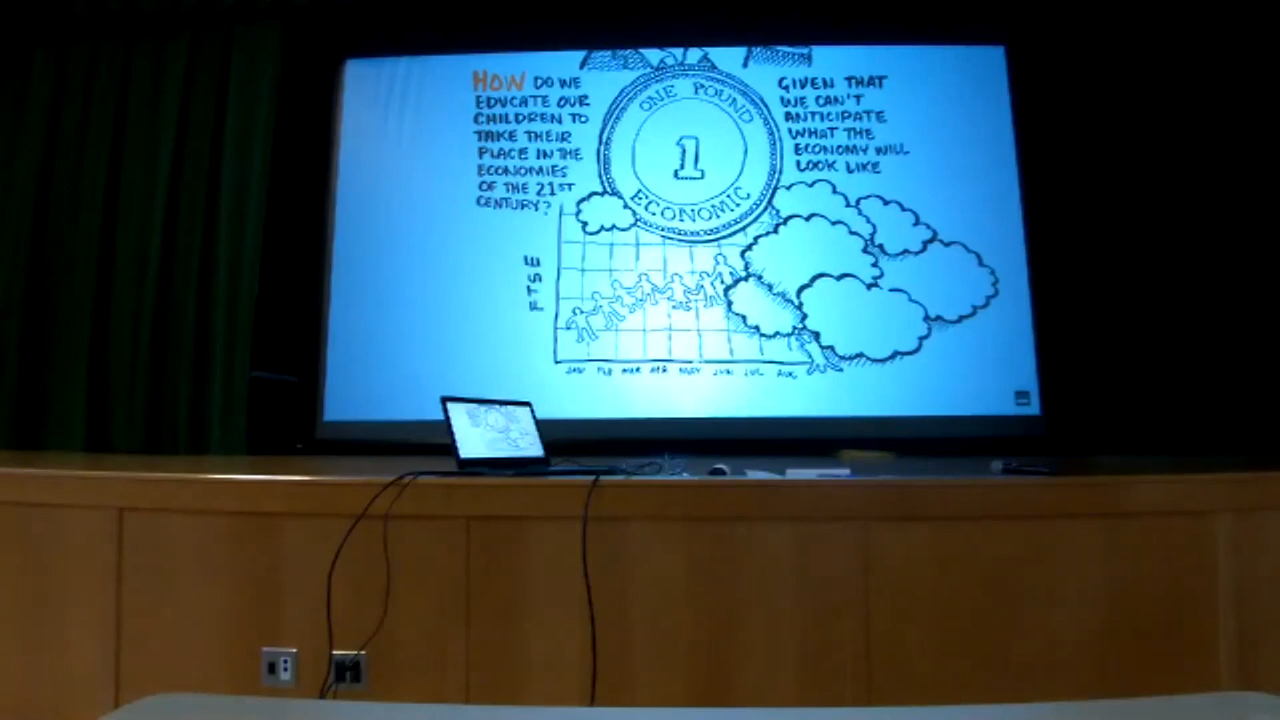 HOW DO WE
EDUCATE OUR
CHILDREN TO
TAKE THEIR
PLACE IN THE
ECONOMIES
OF THE 21ST
CENTURY?
ONE POUND
1
ECONOMIC
GIVEN THAT
WE CAN'T
ANTICIPATE
WHAT THE
ECONOMY WILL
LOOK LIKE
FTSE
JAN FEB MAR APR MAY JUN JUL AUG